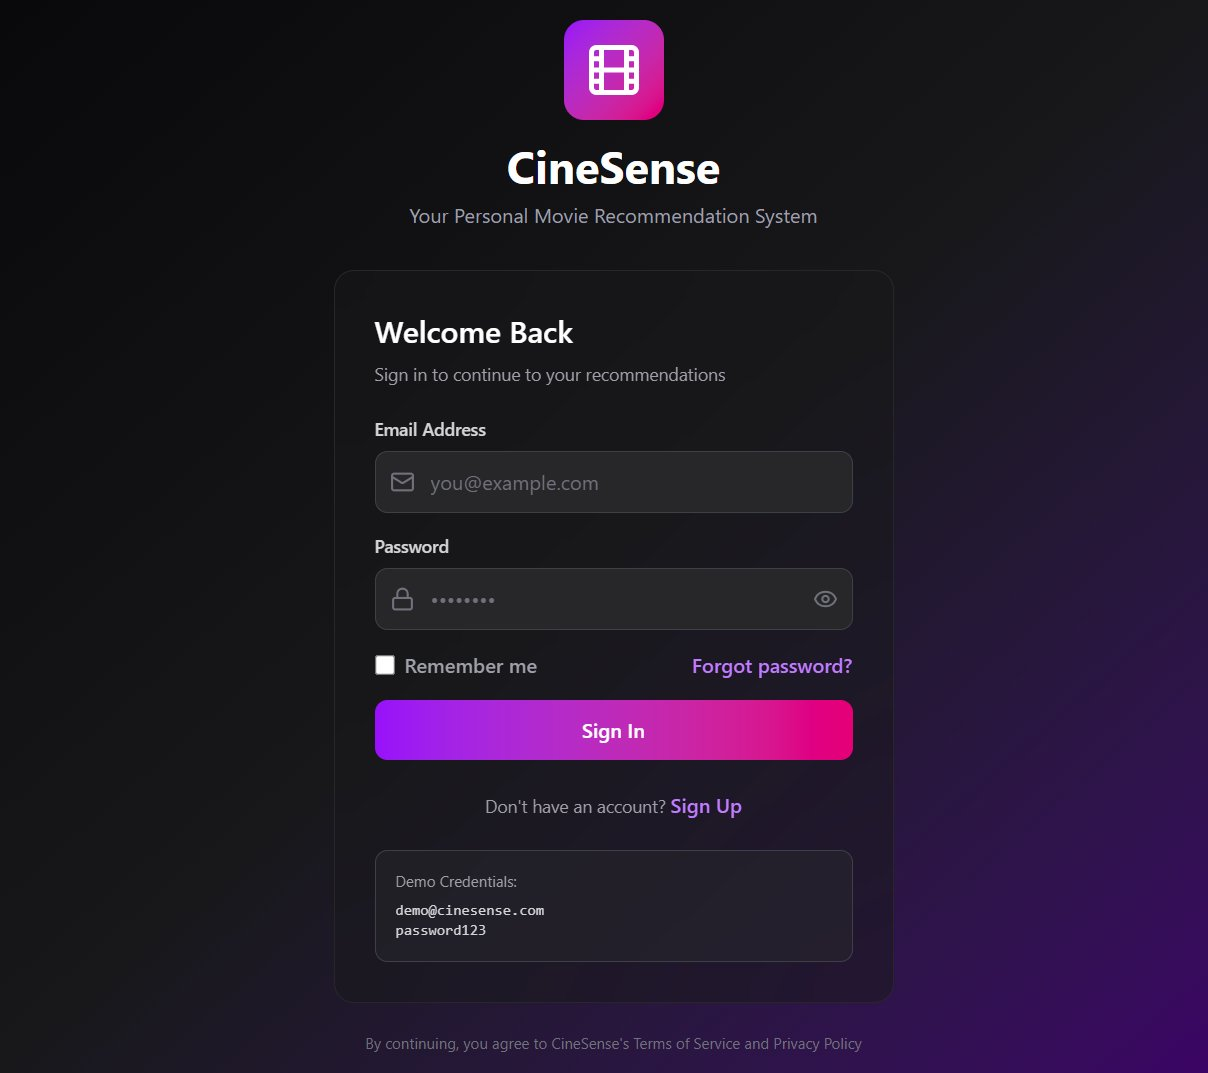 CineSense
Your Personal Movie Recommendation System
Welcome Back
Sign in to continue to your recommendations
Email Address
you@example.com
Password
••••••••
Remember me
Forgot password?
Sign In
Don't have an account? Sign Up
Demo Credentials:
demo@cinesense.com
password123
By continuing, you agree to CineSense's Terms of Service and Privacy Policy